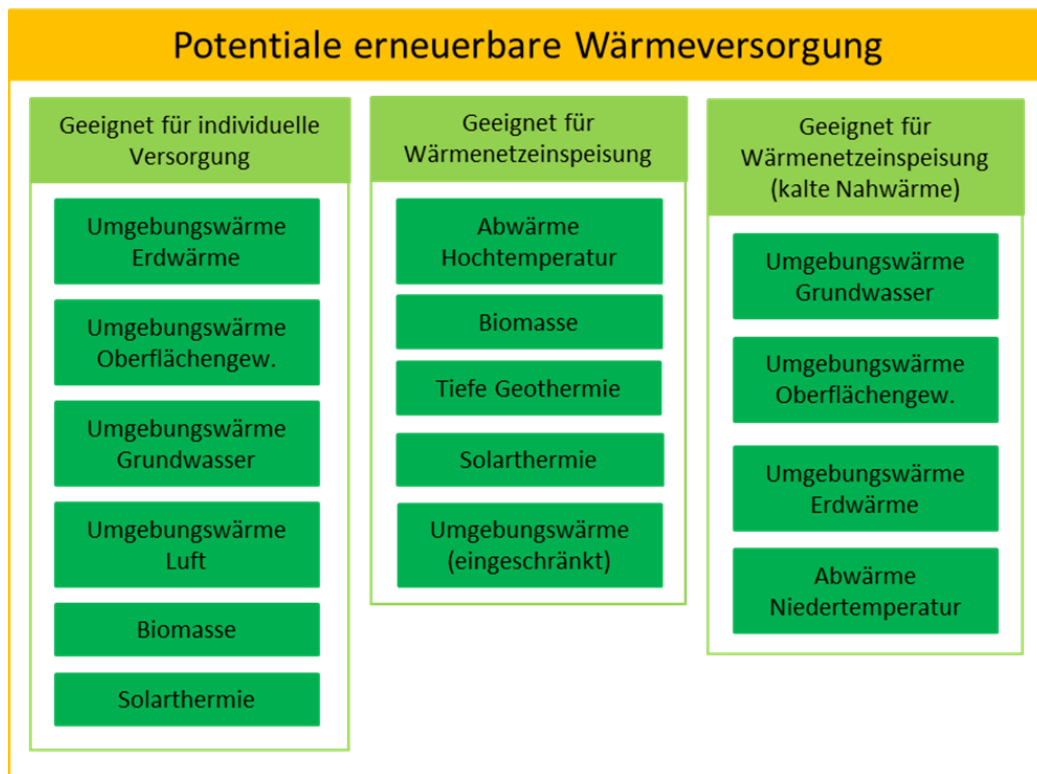 Potentiale erneuerbare Wärmeversorgung
Geeignet für individuelle
Versorgung
Umgebungswärme
Erdwärme
Umgebungswärme
Oberflächengew.
Umgebungswärme
Grundwasser
Umgebungswärme
Luft
Biomasse
Solarthermie
Geeignet für
Wärmenetzeinspeisung
Abwärme
Hochtemperatur
Biomasse
Tiefe Geothermie
Solarthermie
Umgebungswärme
(eingeschränkt)
Geeignet für
Wärmenetzeinspeisung
(kalte Nahwärme)
Umgebungswärme
Grundwasser
Umgebungswärme
Oberflächengew.
Umgebungswärme
Erdwärme
Abwärme
Niedertemperatur